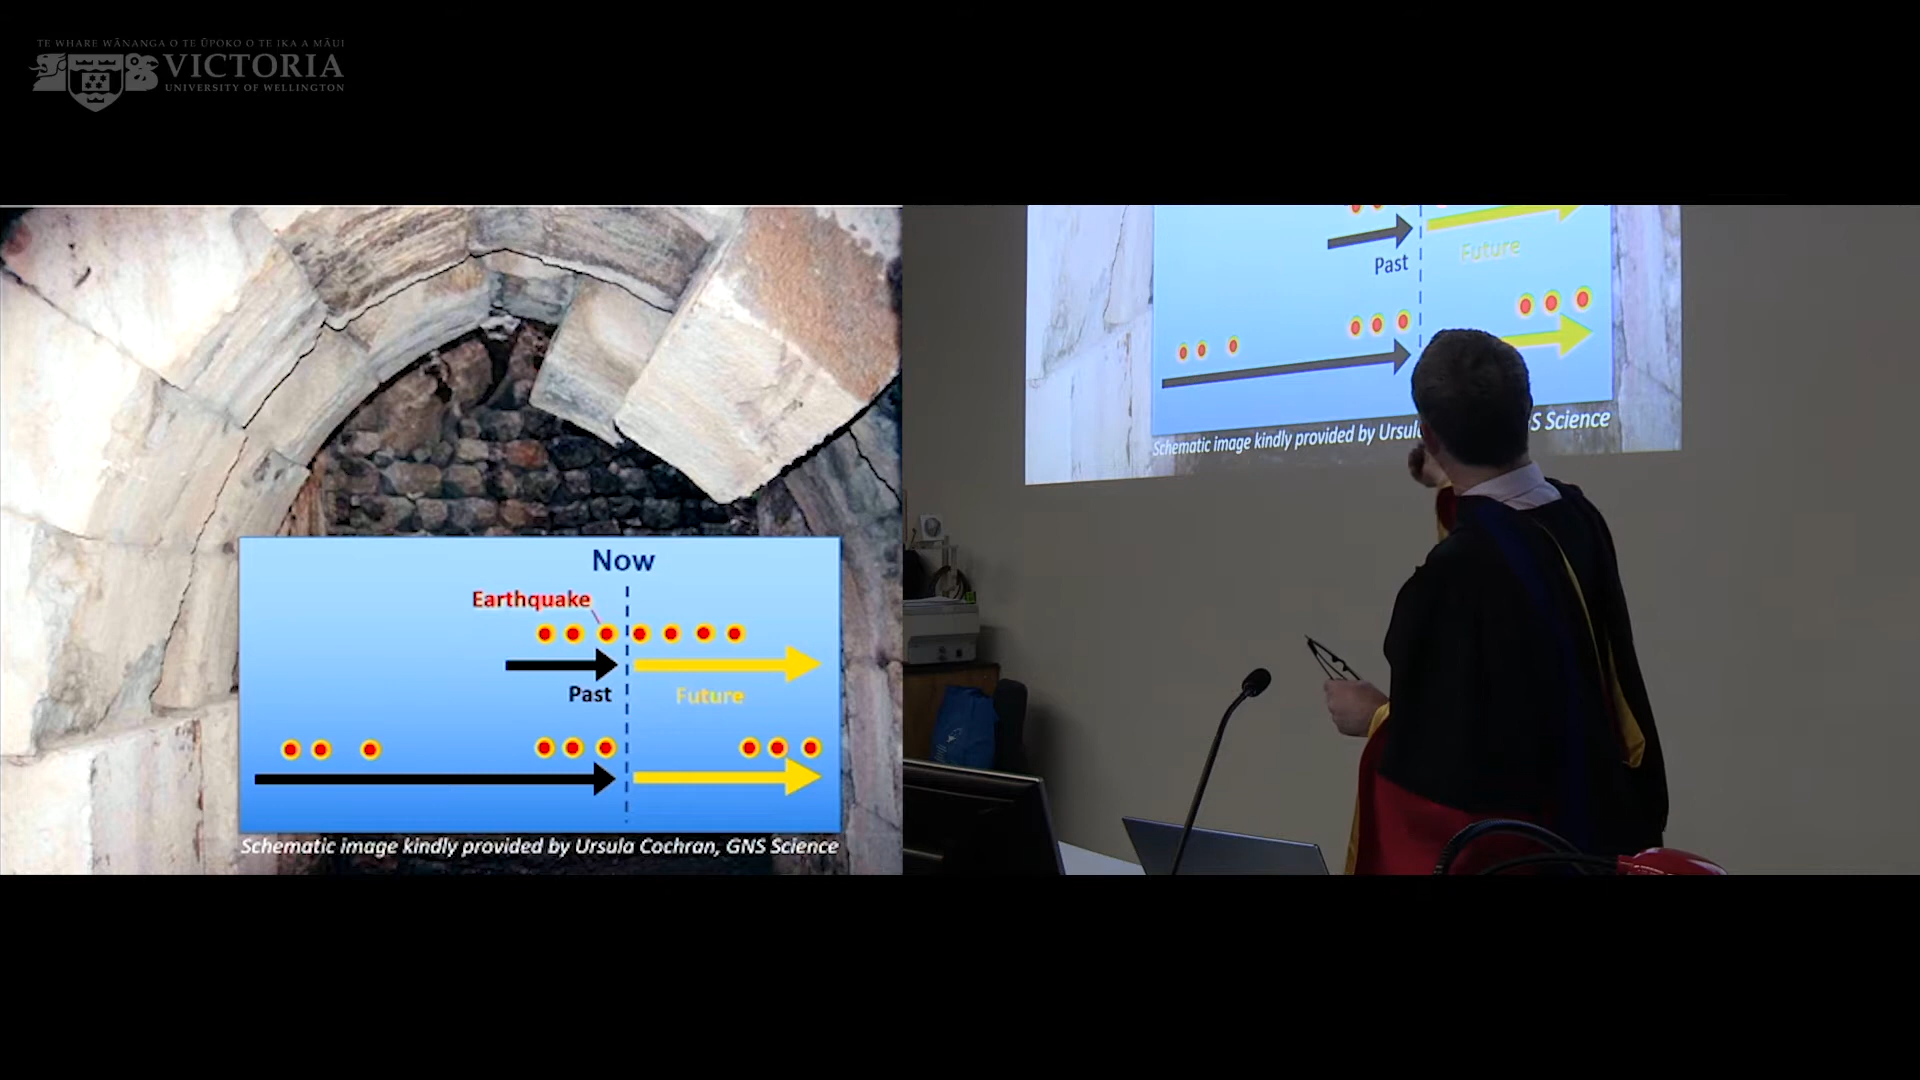 TE WHARE WĀNANGA O TE ŪPOKO O TE IKA A MĀUI
VICTORIA
UNIVERSITY OF WELLINGTON
Now
Earthquake
Past
Future
Schematic image kindly provided by Ursula Cochran, GNS Science
Past
Future
Schematic image kindly provided by Ursula
S Science